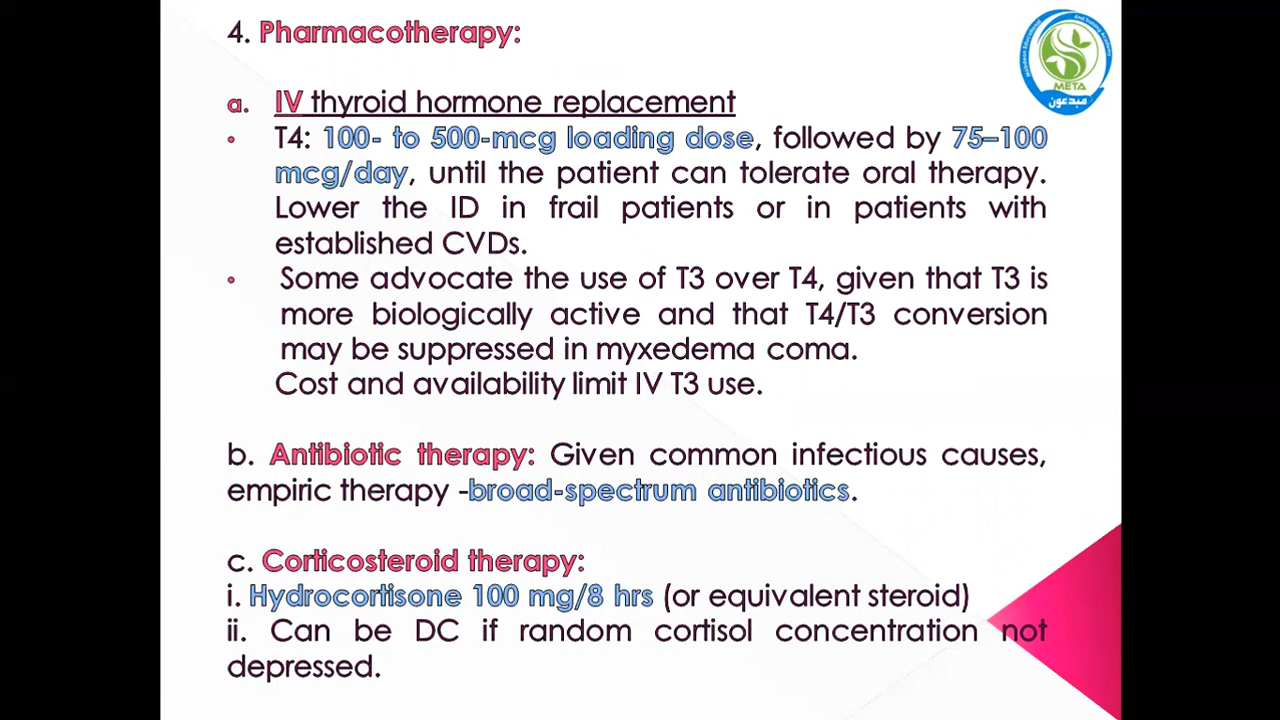 4. Pharmacotherapy:
a. IV thyroid hormone replacement
• T4: 100- to 500-mcg loading dose, followed by 75–100
mcg/day, until the patient can tolerate oral therapy.
Lower the ID in frail patients or in patients with
established CVDs.
• Some advocate the use of T3 over T4, given that T3 is
more biologically active and that T4/T3 conversion
may be suppressed in myxedema coma.
Cost and availability limit IV T3 use.
b. Antibiotic therapy: Given common infectious causes,
empiric therapy -broad-spectrum antibiotics.
c. Corticosteroid therapy:
i. Hydrocortisone 100 mg/8 hrs (or equivalent steroid)
ii. Can be DC if random cortisol concentration not
depressed.
META
مبدعون